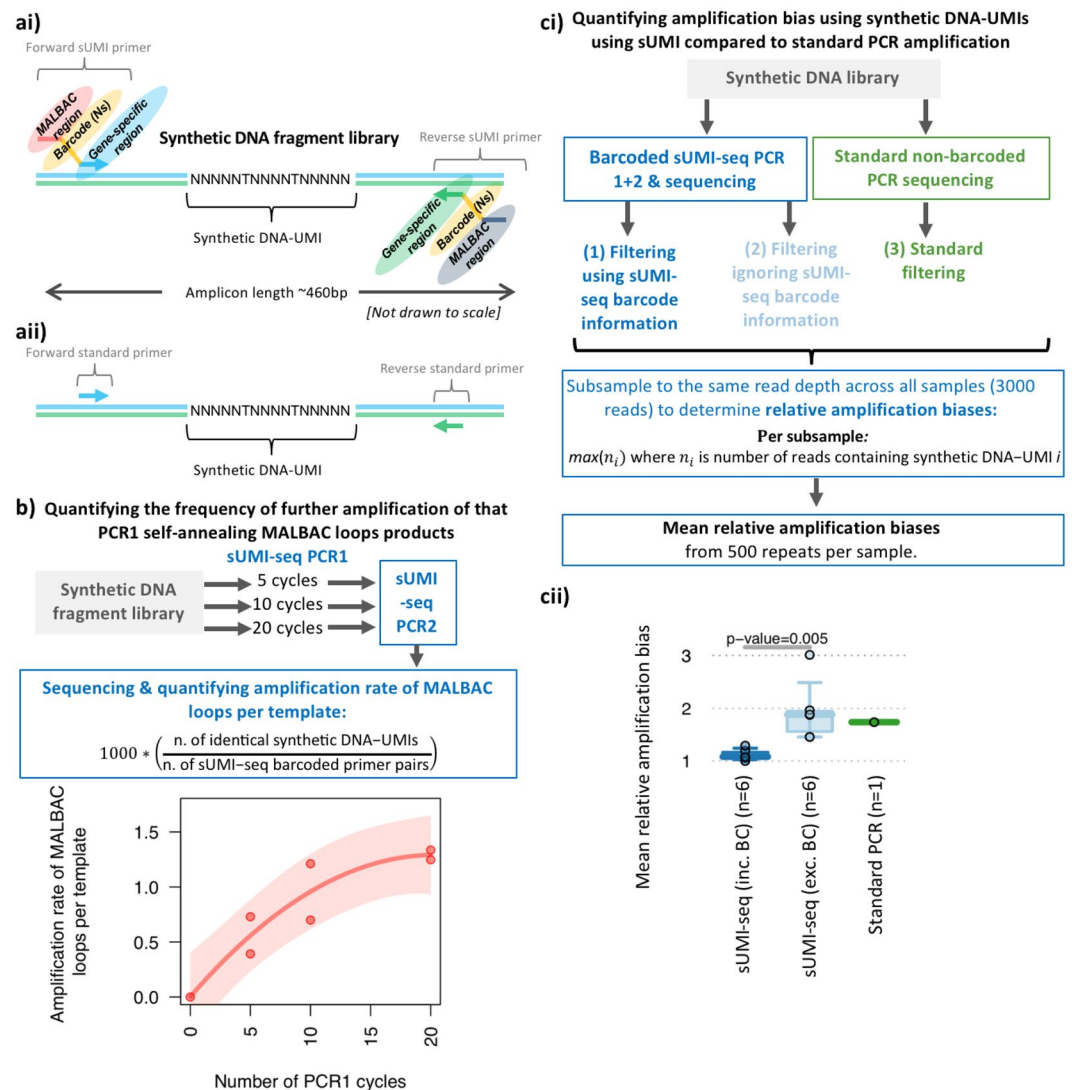 ai)
Forward sUMI primer
MALBAC
region
Barcode (Ns)
Gene-specific
region
Synthetic DNA fragment library
Reverse sUMI primer
NNNNNTNNNNTNNNNN
Synthetic DNA-UMI
Gene-specific
region
Barcode (Ns)
MALBAC
region
Amplicon length ~460bp
[Not drawn to scale]
aii)
Forward standard primer
Reverse standard primer
NNNNNTNNNNTNNNNN
Synthetic DNA-UMI
b) Quantifying the frequency of further amplification of that
PCR1 self-annealing MALBAC loops products
sUMI-seq PCR1
Synthetic DNA
fragment library
5 cycles
10 cycles
20 cycles
sUMI
-seq
PCR2
Sequencing & quantifying amplification rate of MALBAC
loops per template:
1000 * (n. of identical synthetic DNA−UMIs
n. of sUMI−seq barcoded primer pairs)
Amplification rate of MALBAC
loops per template
1.5
1.0
0.5
0.0
0
5
10
15
20
Number of PCR1 cycles
ci) Quantifying amplification bias using synthetic DNA-UMIs
using sUMI compared to standard PCR amplification
Synthetic DNA library
Barcoded sUMI-seq PCR
1+2 & sequencing
Standard non-barcoded
PCR sequencing
(1) Filtering
using sUMI-
seq barcode
information
(2) Filtering
ignoring sUMI-
seq barcode
information
(3) Standard
filtering
Subsample to the same read depth across all samples (3000
reads) to determine relative amplification biases:
Per subsample:
max(nᵢ) where nᵢ is number of reads containing synthetic DNA−UMI i
Mean relative amplification biases
from 500 repeats per sample.
cii)
Mean relative amplification bias
p−value=0.005
3
2
1
sUMI-seq (inc. BC) (n=6)
sUMI-seq (exc. BC) (n=6)
Standard PCR (n=1)